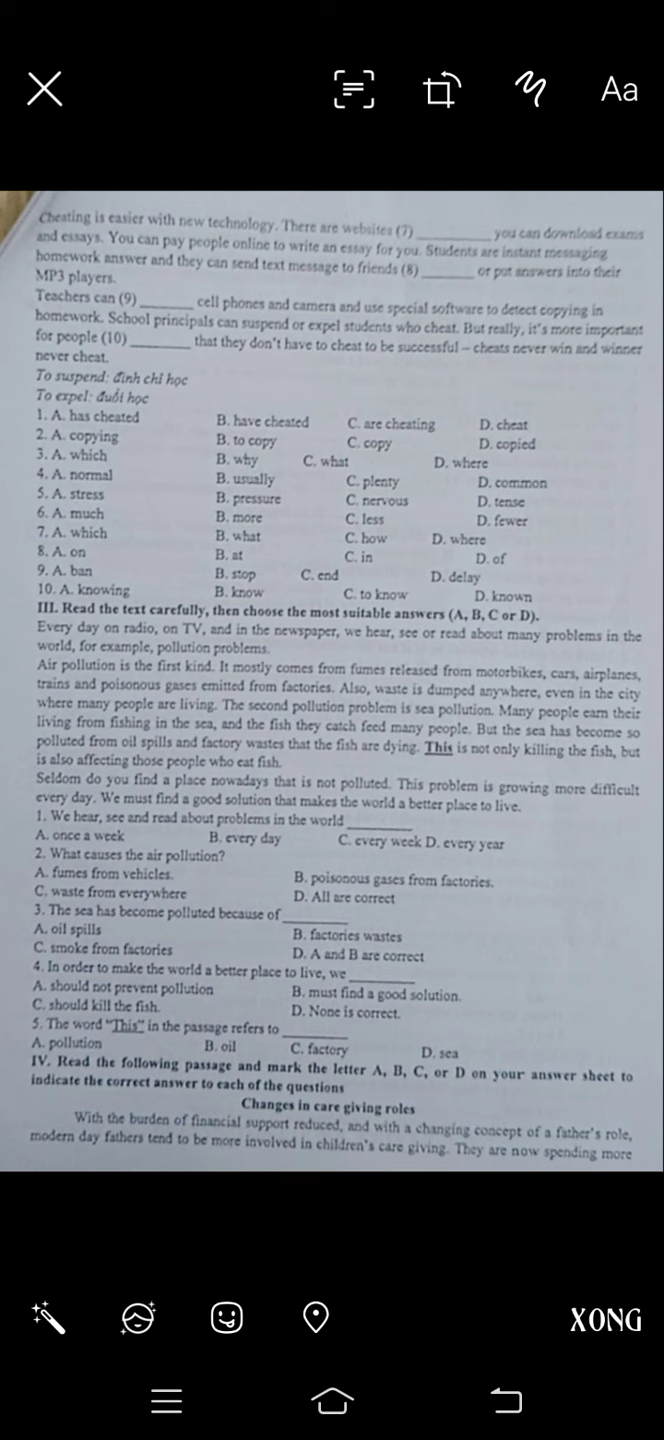 Aa
Cheating is easier with new technology. There are websites (7) ________ you can download exams
and essays. You can pay people online to write an essay for you. Students are instant messaging
homework answer and they can send text message to friends (8) ______ or put answers into their
MP3 players.
Teachers can (9) ______ cell phones and camera and use special software to detect copying in
homework. School principals can suspend or expel students who cheat. But really, it's more important
for people (10) ______ that they don't have to cheat to be successful – cheats never win and winner
never cheat.
To suspend: đình chỉ học
To expel: đuổi học
1. A. has cheated B. have cheated C. are cheating D. cheat
2. A. copying B. to copy C. copy D. copied
3. A. which B. why C. what D. where
4. A. normal B. usually C. plenty D. common
5. A. stress B. pressure C. nervous D. tense
6. A. much B. more C. less D. fewer
7. A. which B. what C. how D. where
8. A. on B. at C. in D. of
9. A. ban B. stop C. end D. delay
10. A. knowing B. know C. to know D. known
III. Read the text carefully, then choose the most suitable answers (A, B, C or D).
Every day on radio, on TV, and in the newspaper, we hear, see or read about many problems in the
world, for example, pollution problems.
Air pollution is the first kind. It mostly comes from fumes released from motorbikes, cars, airplanes,
trains and poisonous gases emitted from factories. Also, waste is dumped anywhere, even in the city
where many people are living. The second pollution problem is sea pollution. Many people earn their
living from fishing in the sea, and the fish they catch feed many people. But the sea has become so
polluted from oil spills and factory wastes that the fish are dying. This is not only killing the fish, but
is also affecting those people who eat fish.
Seldom do you find a place nowadays that is not polluted. This problem is growing more difficult
every day. We must find a good solution that makes the world a better place to live.
1. We hear, see and read about problems in the world ________
A. once a week B. every day C. every week D. every year
2. What causes the air pollution?
A. fumes from vehicles. B. poisonous gases from factories.
C. waste from everywhere D. All are correct
3. The sea has become polluted because of ________
A. oil spills B. factories wastes
C. smoke from factories D. A and B are correct
4. In order to make the world a better place to live, we ________
A. should not prevent pollution B. must find a good solution.
C. should kill the fish. D. None is correct.
5. The word "This" in the passage refers to ________
A. pollution B. oil C. factory D. sea
IV. Read the following passage and mark the letter A, B, C, or D on your answer sheet to
indicate the correct answer to each of the questions
Changes in care giving roles
With the burden of financial support reduced, and with a changing concept of a father's role,
modern day fathers tend to be more involved in children's care giving. They are now spending more
XONG